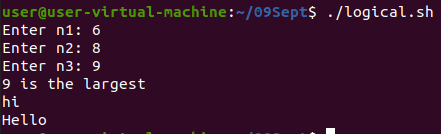 user@user-virtual-machine:~/09Sept$ ./logical.sh
Enter n1: 6
Enter n2: 8
Enter n3: 9
9 is the largest
hi
Hello